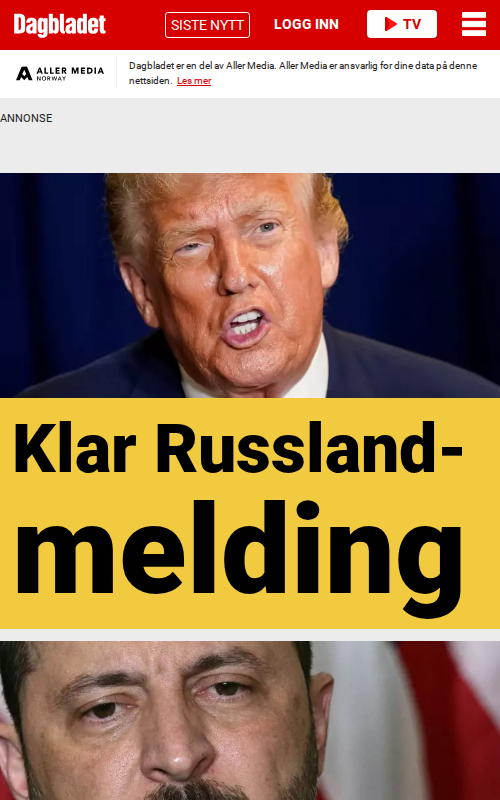 Dagbladet
SISTE NYTT
LOGG INN
TV
ALLER MEDIA
NORWAY
Dagbladet er en del av Aller Media. Aller Media er ansvarlig for dine data på denne
nettsiden. Les mer
ANNONSE
Klar Russland-
melding